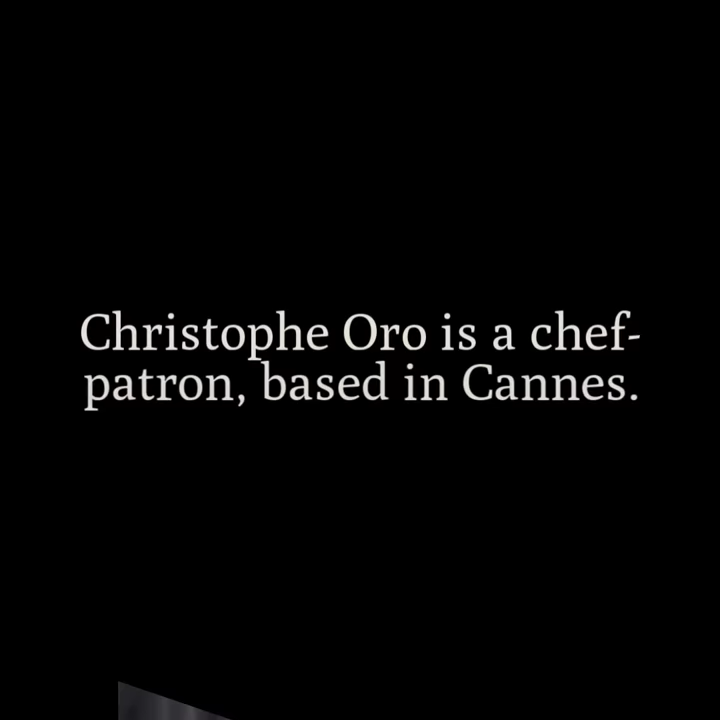 Christophe Oro is a chef-
patron, based in Cannes.